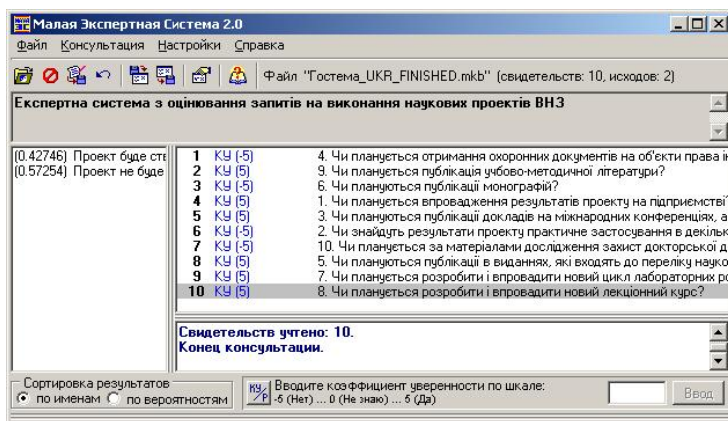 Малая Экспертная Система 2.0
Файл Консультация Настройки Справка
Файл "Гостема_UKR_FINISHED.mkb" (свидетельств: 10, исходов: 2)
Експертна система з оцінювання запитів на виконання наукових проектів ВНЗ
(0.42746) Проект буде ств
(0.57254) Проект не буде
1 КУ (-5) 4. Чи планується отримання охоронних документів на об'єкти права ін
2 КУ (5) 9. Чи планується публікація учбово-методичної літератури?
3 КУ (-5) 6. Чи плануються публікації монографій?
4 КУ (-5) 1. Чи планується впровадження результатів проекту на підприємстві?
5 КУ (5) 3. Чи плануються публікації докладів на міжнародних конференціях, а
6 КУ (5) 2. Чи знайдуть результати проекту практичне застосування в декільк
7 КУ (-5) 10. Чи планується за матеріалами дослідження захист докторської д
8 КУ (5) 5. Чи плануються публікації в виданнях, які входять до переліку науко
9 КУ (5) 7. Чи планується розробити і впровадити новий цикл лабораторних ро
10 КУ (5) 8. Чи планується розробити і впровадити новий лекціонний курс?
Свидетельств учтено: 10.
Конец консультации.
Сортировка результатов
по именам по вероятностям
КУ/Р Вводите коэффициент уверенности по шкале:
-5 (Нет) ... 0 (Не знаю) ... 5 (Да)
Ввод